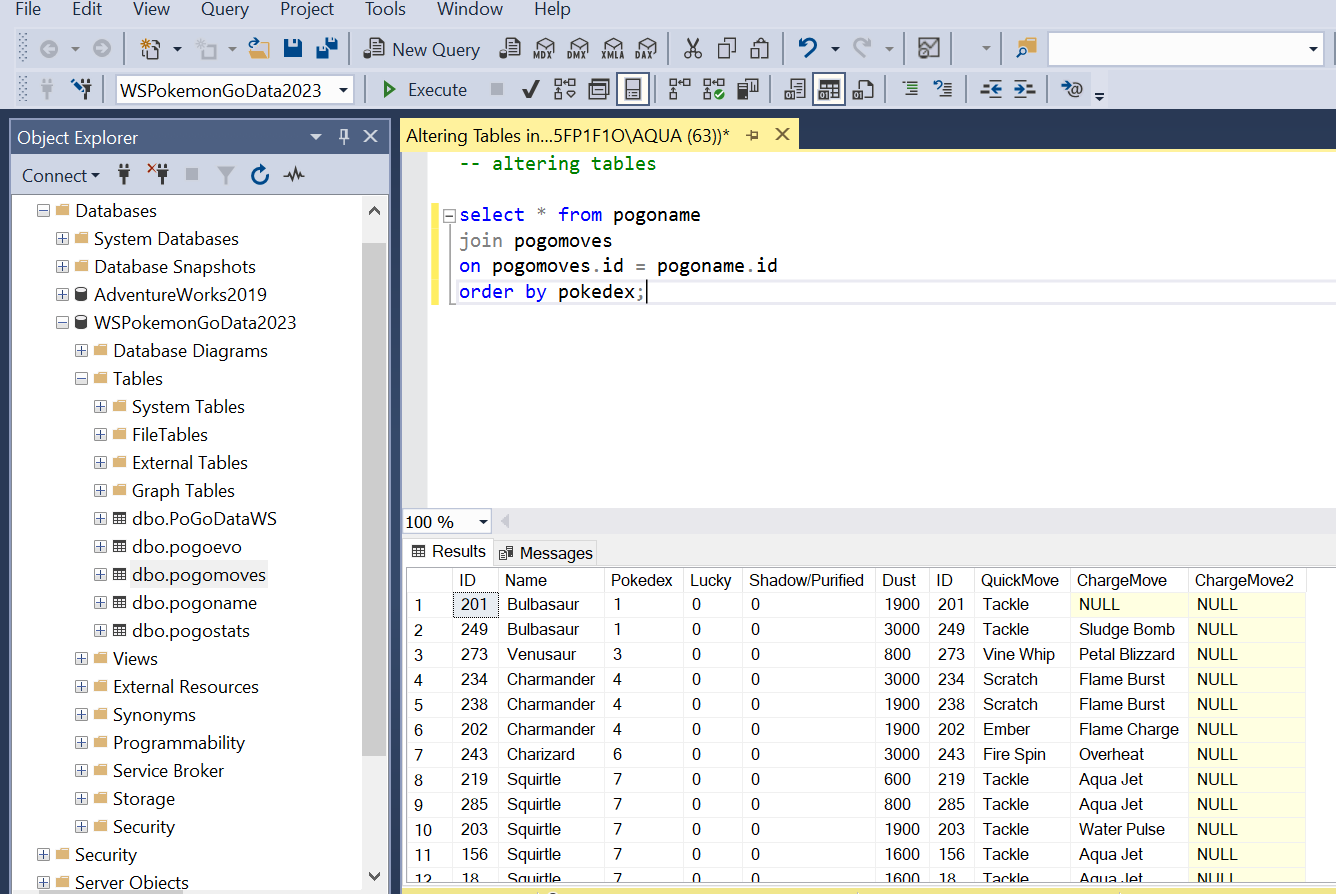 File Edit View Query Project Tools Window Help
New Query MDX DMX XMLA DAX
WSPokemonGoData2023 Execute
Object Explorer
Connect
Databases
System Databases
Database Snapshots
AdventureWorks2019
WSPokemonGoData2023
Database Diagrams
Tables
System Tables
FileTables
External Tables
Graph Tables
dbo.PoGoDataWS
dbo.pogoevo
dbo.pogomoves
dbo.pogoname
dbo.pogostats
Views
External Resources
Synonyms
Programmability
Service Broker
Storage
Security
Security
Server Objects
Altering Tables in...5FP1F1O\AQUA (63))*
-- altering tables
select * from pogoname
join pogomoves
on pogomoves.id = pogoname.id
order by pokedex;
100 %
Results Messages
ID Name Pokedex Lucky Shadow/Purified Dust ID QuickMove ChargeMove ChargeMove2
1 201 Bulbasaur 1 0 0 1900 201 Tackle NULL NULL
2 249 Bulbasaur 1 0 0 3000 249 Tackle Sludge Bomb NULL
3 273 Venusaur 3 0 0 800 273 Vine Whip Petal Blizzard NULL
4 234 Charmander 4 0 0 3000 234 Scratch Flame Burst NULL
5 238 Charmander 4 0 0 1900 238 Scratch Flame Burst NULL
6 202 Charmander 4 0 0 1900 202 Ember Flame Charge NULL
7 243 Charizard 6 0 0 3000 243 Fire Spin Overheat NULL
8 219 Squirtle 7 0 0 600 219 Tackle Aqua Jet NULL
9 285 Squirtle 7 0 0 800 285 Tackle Aqua Jet NULL
10 203 Squirtle 7 0 0 1900 203 Tackle Water Pulse NULL
11 156 Squirtle 7 0 0 1600 156 Tackle Aqua Jet NULL
12 18 Squirtle 7 0 0 1600 18 Tackle Aqua Jet NULL